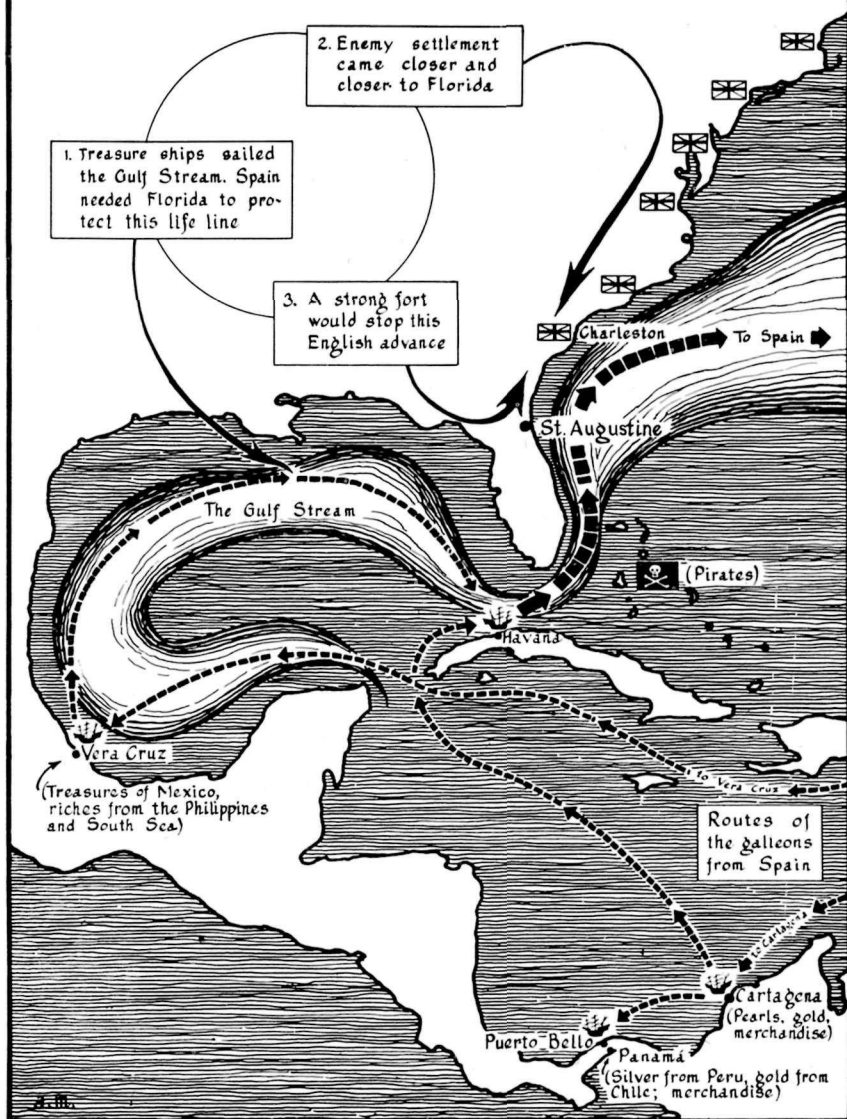 2. Enemy settlement
came closer and
closer to Florida
1. Treasure ships sailed
the Gulf Stream. Spain
needed Florida to pro-
tect this life line
3. A strong fort
would stop this
English advance
Charleston
To Spain
St. Augustine
The Gulf Stream
(Pirates)
Havana
Vera Cruz
(Treasures of Mexico,
riches from the Philippines
and South Sea)
to Vera Cruz
Routes of
the galleons
from Spain
to Cartagena
Cartagena
(Pearls, gold,
merchandise)
Puerto Bello
Panamá
(Silver from Peru, gold from
Chile; merchandise)
a.m.